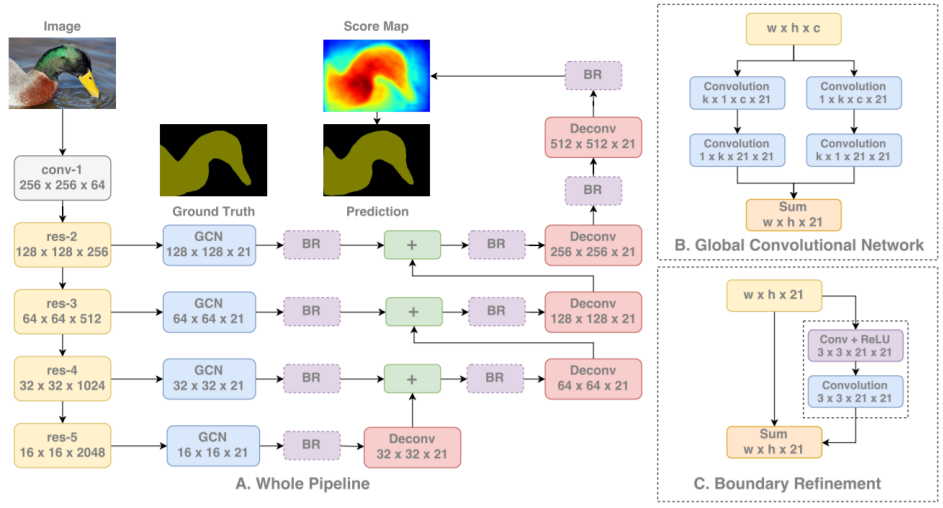 Image
Score Map
BR
conv-1
256 x 256 x 64
Ground Truth
Prediction
Deconv
512 x 512 x 21
BR
res-2
128 x 128 x 256
GCN
128 x 128 x 21
BR
+
BR
Deconv
256 x 256 x 21
res-3
64 x 64 x 512
GCN
64 x 64 x 21
BR
+
Deconv
128 x 128 x 21
res-4
32 x 32 x 1024
GCN
32 x 32 x 21
BR
+
BR
Deconv
64 x 64 x 21
res-5
16 x 16 x 2048
GCN
16 x 16 x 21
BR
Deconv
32 x 32 x 21
A. Whole Pipeline
w x h x c
Convolution
k x 1 x c x 21
Convolution
1 x k x c x 21
Convolution
1 x k x 21 x 21
Convolution
k x 1 x 21 x 21
Sum
w x h x 21
B. Global Convolutional Network
w x h x 21
Conv + ReLU
3 x 3 x 21 x 21
Convolution
3 x 3 x 21 x 21
Sum
w x h x 21
C. Boundary Refinement